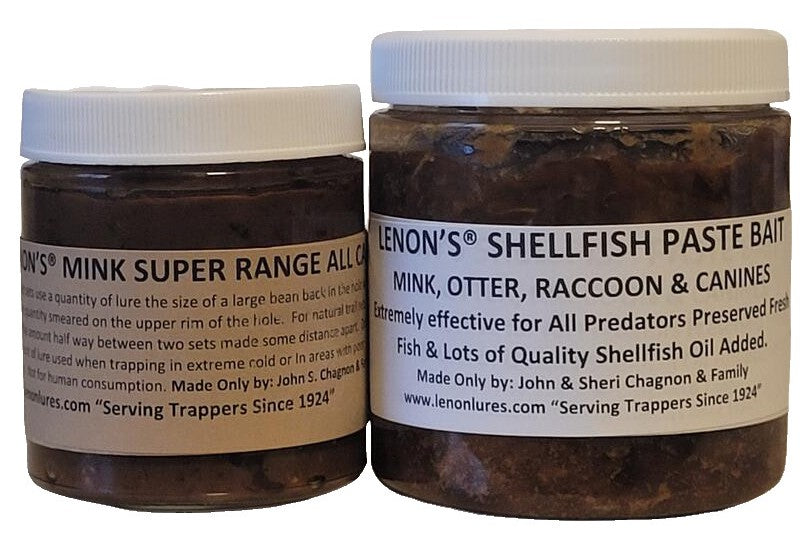 ON'S® MINK SUPER RANGE ALL CA
sets use a quantity of lure the size of a large bean back in the hole
quantity smeared on the upper rim of the hole. For natural trail
amount half way between two sets made some distance apart.
of lure used when trapping in extreme cold or In areas with
Not for human consumption. Made Only by: John S. Chagnon &
lenonlures.com "Serving Trappers Since 1924"
LENON'S® SHELLFISH PASTE BAIT
MINK, OTTER, RACCOON & CANINES
Extremely effective for All Predators Preserved Fresh
Fish & Lots of Quality Shellfish Oil Added.
Made Only by: John & Sheri Chagnon & Family
www.lenonlures.com "Serving Trappers Since 1924"